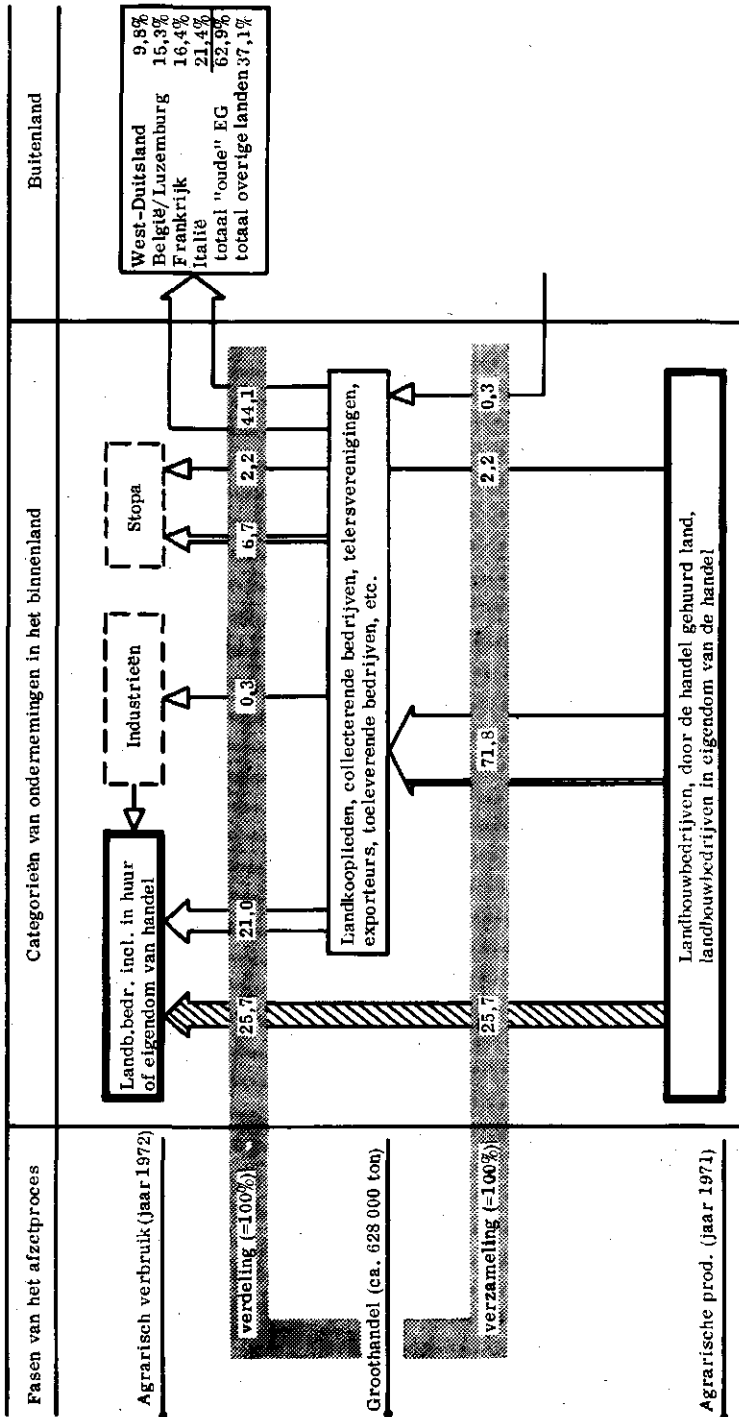 Fasen van het afzetproces
Categorieën van ondernemingen in het binnenland
Buitenland
Agrarisch verbruik (jaar 1972)
Landb.bedr. incl. in huur
of eigendom van handel
Industrieën
Stopa
West-Duitsland 9,8%
België/Luzemburg 15,3%
Frankrijk 16,4%
Italië 21,4%
totaal "oude" EG 62,9%
totaal overige landen 37,1%
verdeling (=100%)
25,7
21,0
0,3
6,7
2,2
44,1
Groothandel (ca. 628 000 ton)
Landkooplieden, collecterende bedrijven, telersverenigingen,
exporteurs, toeleverende bedrijven, etc.
verzameling (=100%)
25,7
71,8
2,2
0,3
Agrarische prod. (jaar 1971)
Landbouwbedrijven, door de handel gehuurd land,
landbouwbedrijven in eigendom van de handel